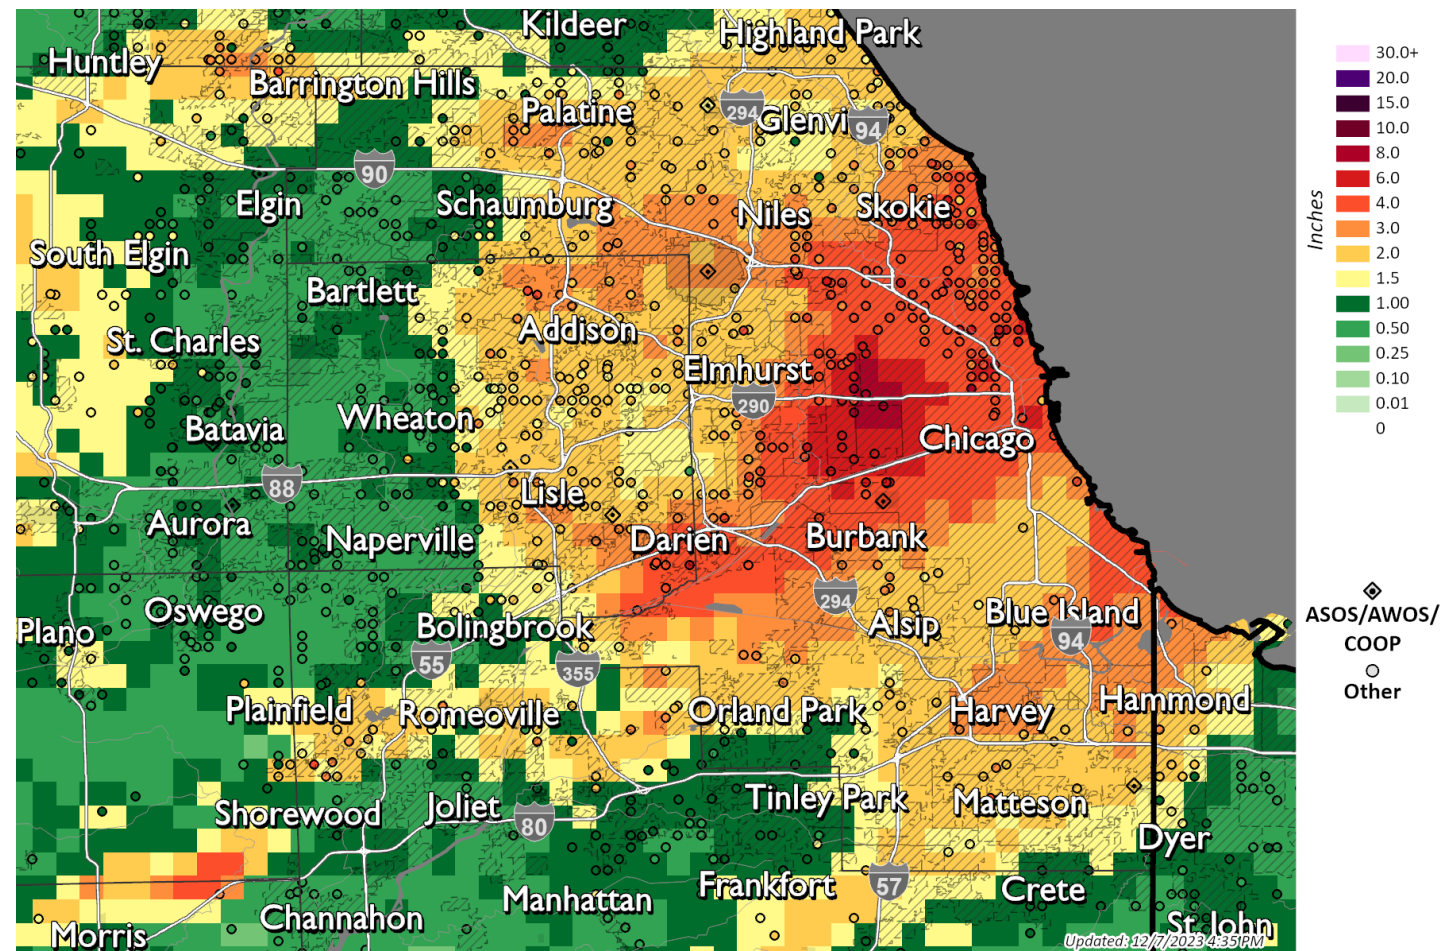 Kildeer
Highland Park
Huntley
Barrington Hills
Palatine
294
Glenvi
94
90
Elgin
Schaumburg
Niles
Skokie
South Elgin
Bartlett
St. Charles
Addison
Elmhurst
290
Batavia
Wheaton
Chicago
88
Lisle
Aurora
Naperville
Darien
Burbank
294
Oswego
Plano
Bolingbrook
Alsip
Blue Island
94
55
355
Plainfield
Romeoville
Orland Park
Harvey
Hammond
Shorewood
Joliet
80
Tinley Park
Matteson
Dyer
Manhattan
Frankfort
57
Crete
Morris
Channahon
St. John
Updated: 12/7/2023 4:35 PM
Inches
30.0+
20.0
15.0
10.0
8.0
6.0
4.0
3.0
2.0
1.5
1.00
0.50
0.25
0.10
0.01
0
ASOS/AWOS/
COOP
Other